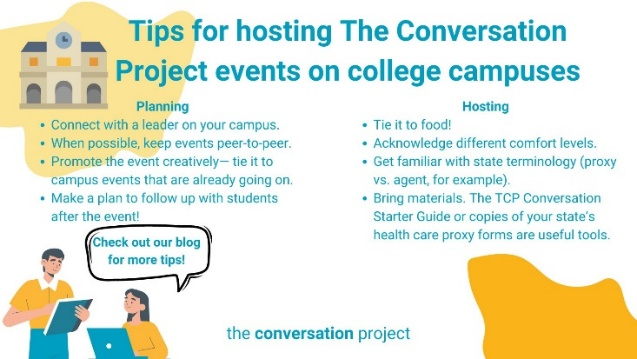 Tips for hosting The Conversation
Project events on college campuses
Planning
• Connect with a leader on your campus.
• When possible, keep events peer-to-peer.
• Promote the event creatively— tie it to
campus events that are already going on.
• Make a plan to follow up with students
after the event!
Hosting
• Tie it to food!
• Acknowledge different comfort levels.
• Get familiar with state terminology (proxy
vs. agent, for example).
• Bring materials. The TCP Conversation
Starter Guide or copies of your state's
health care proxy forms are useful tools.
Check out our blog
for more tips!
the conversation project